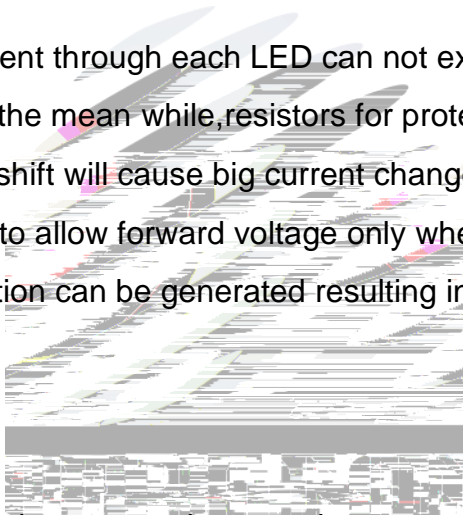 ent through each LED can not ex
the mean while,resistors for prote
shift will cause big current change
to allow forward voltage only whe
tion can be generated resulting in